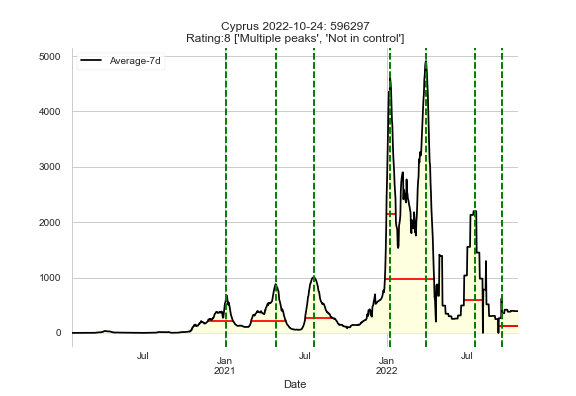 Cyprus 2022-10-24: 596297
Rating:8 ['Multiple peaks', 'Not in control']
Average-7d
5000
4000
3000
2000
1000
0
Jul
Jan
2021
Jul
Jan
2022
Jul
Date